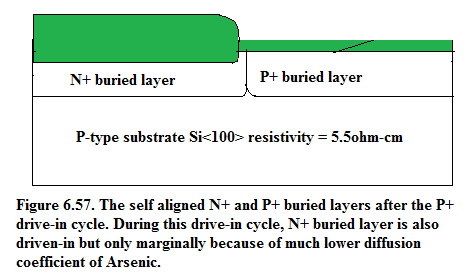 N+ buried layer
P+ buried layer
P-type substrate Si<100> resistivity = 5.5ohm-cm
Figure 6.57. The self aligned N+ and P+ buried layers after the P+
drive-in cycle. During this drive-in cycle, N+ buried layer is also
driven-in but only marginally because of much lower diffusion
coefficient of Arsenic.